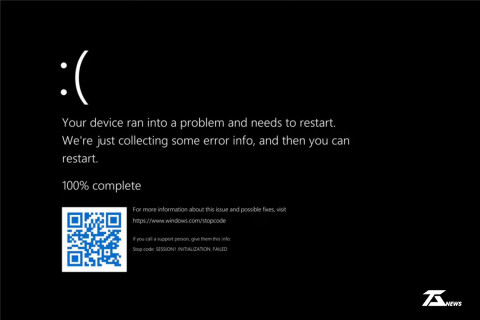 :(
Your device ran into a problem and needs to restart.
We're just collecting some error info, and then you can
restart.
100% complete
For more information about this issue and possible fixes, visit
https://www.windows.com/stopcode
If you call a support person, give them this info:
Stop code: SESSION1 INITIALIZATION FAILED
NEWS